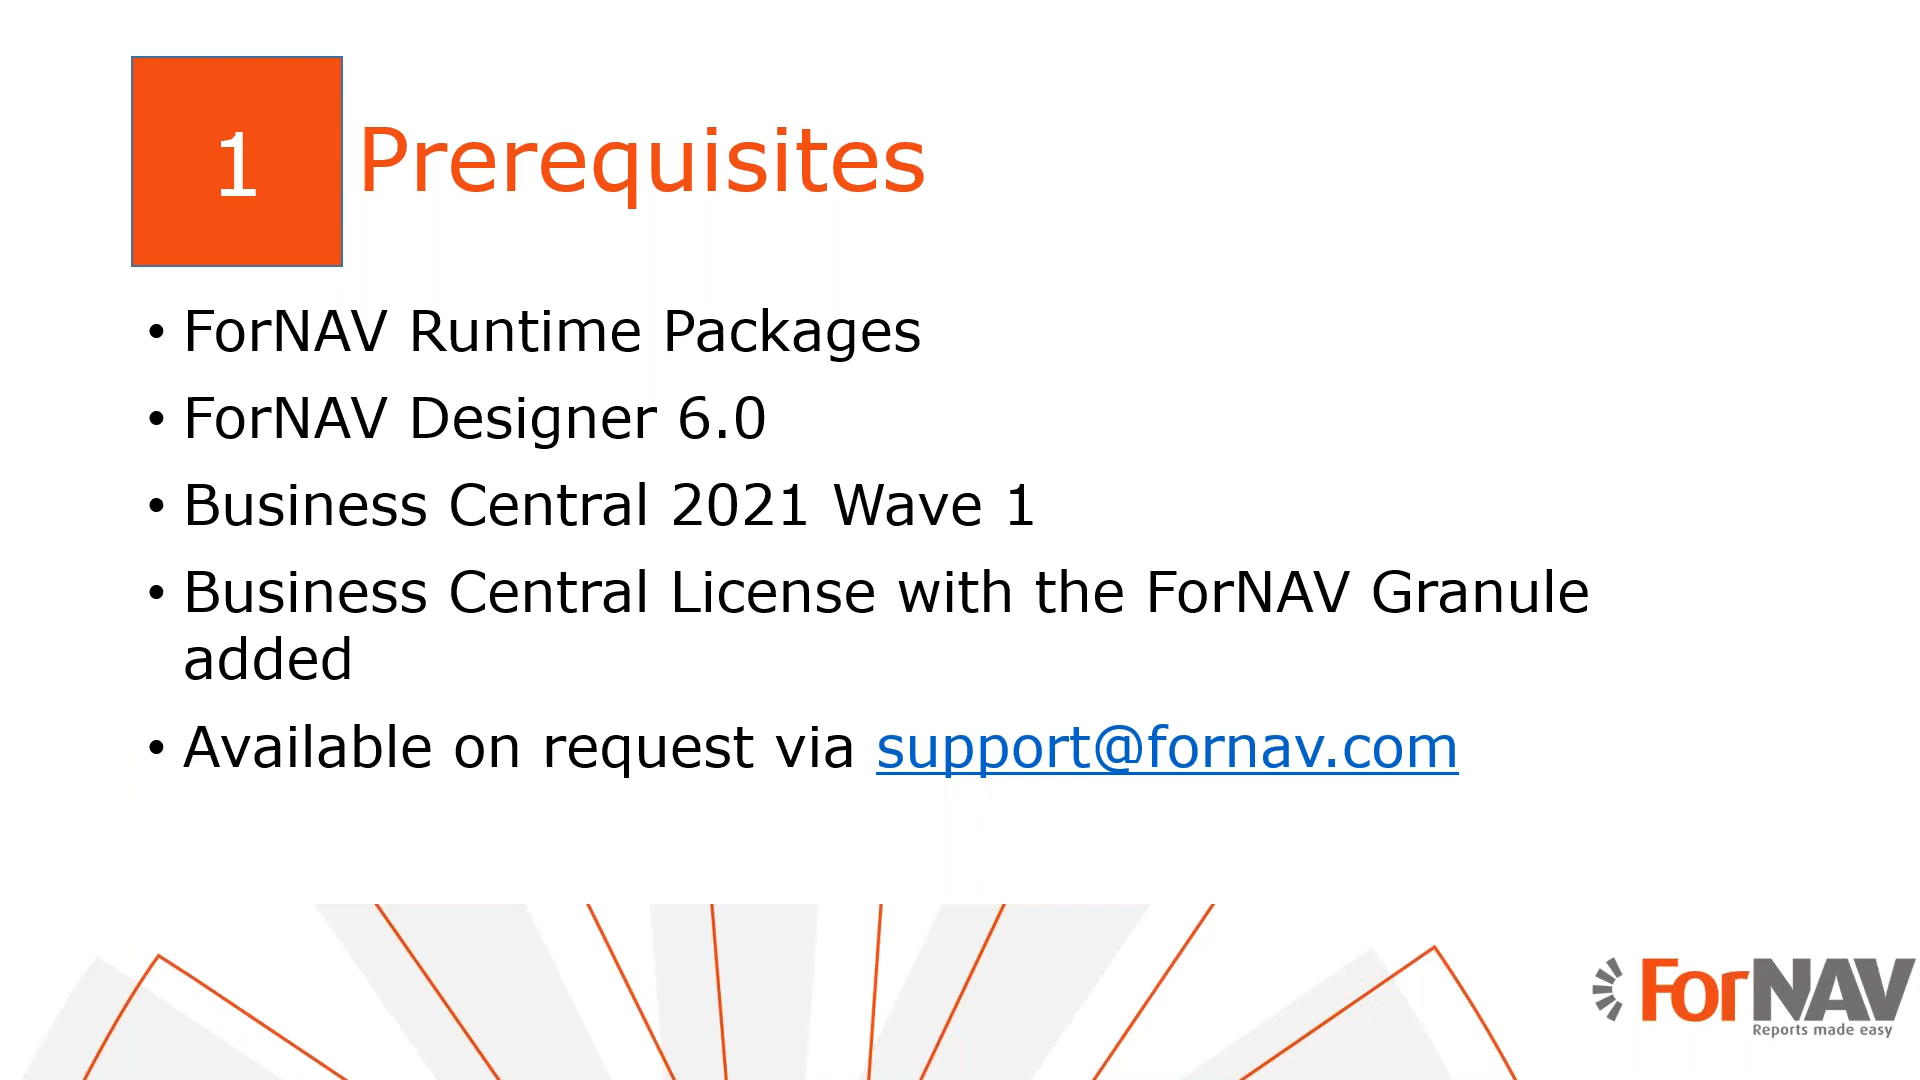 1
Prerequisites
• ForNAV Runtime Packages
• ForNAV Designer 6.0
• Business Central 2021 Wave 1
• Business Central License with the ForNAV Granule
added
• Available on request via support@fornav.com
ForNAV
Reports made easy